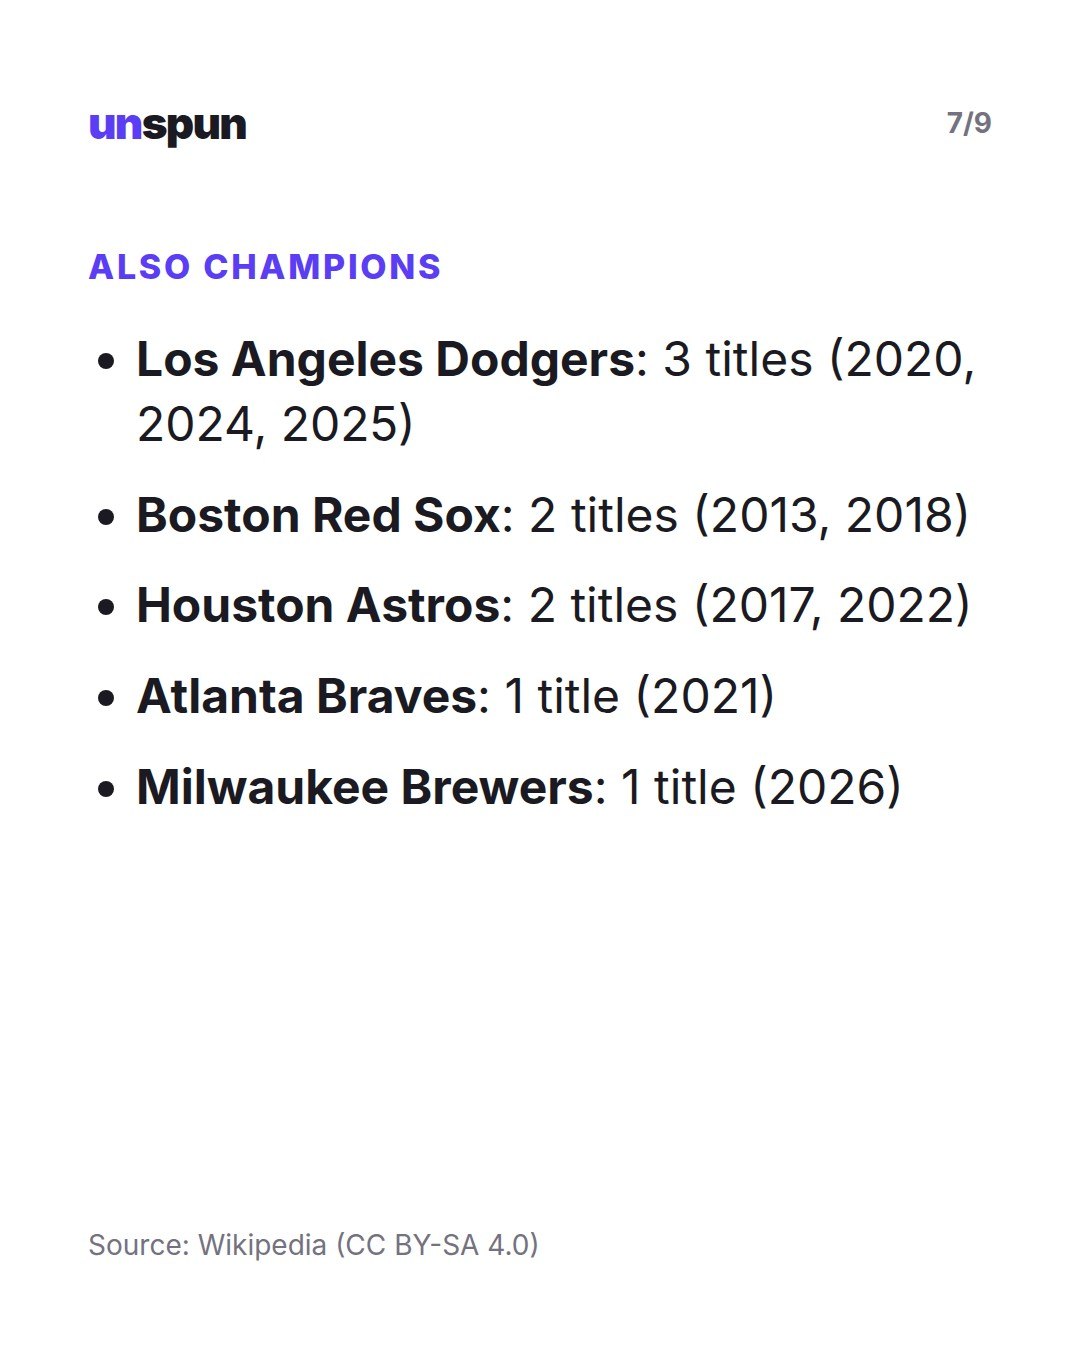 unspun
7/9
ALSO CHAMPIONS
• Los Angeles Dodgers: 3 titles (2020,
2024, 2025)
• Boston Red Sox: 2 titles (2013, 2018)
• Houston Astros: 2 titles (2017, 2022)
• Atlanta Braves: 1 title (2021)
• Milwaukee Brewers: 1 title (2026)
Source: Wikipedia (CC BY-SA 4.0)